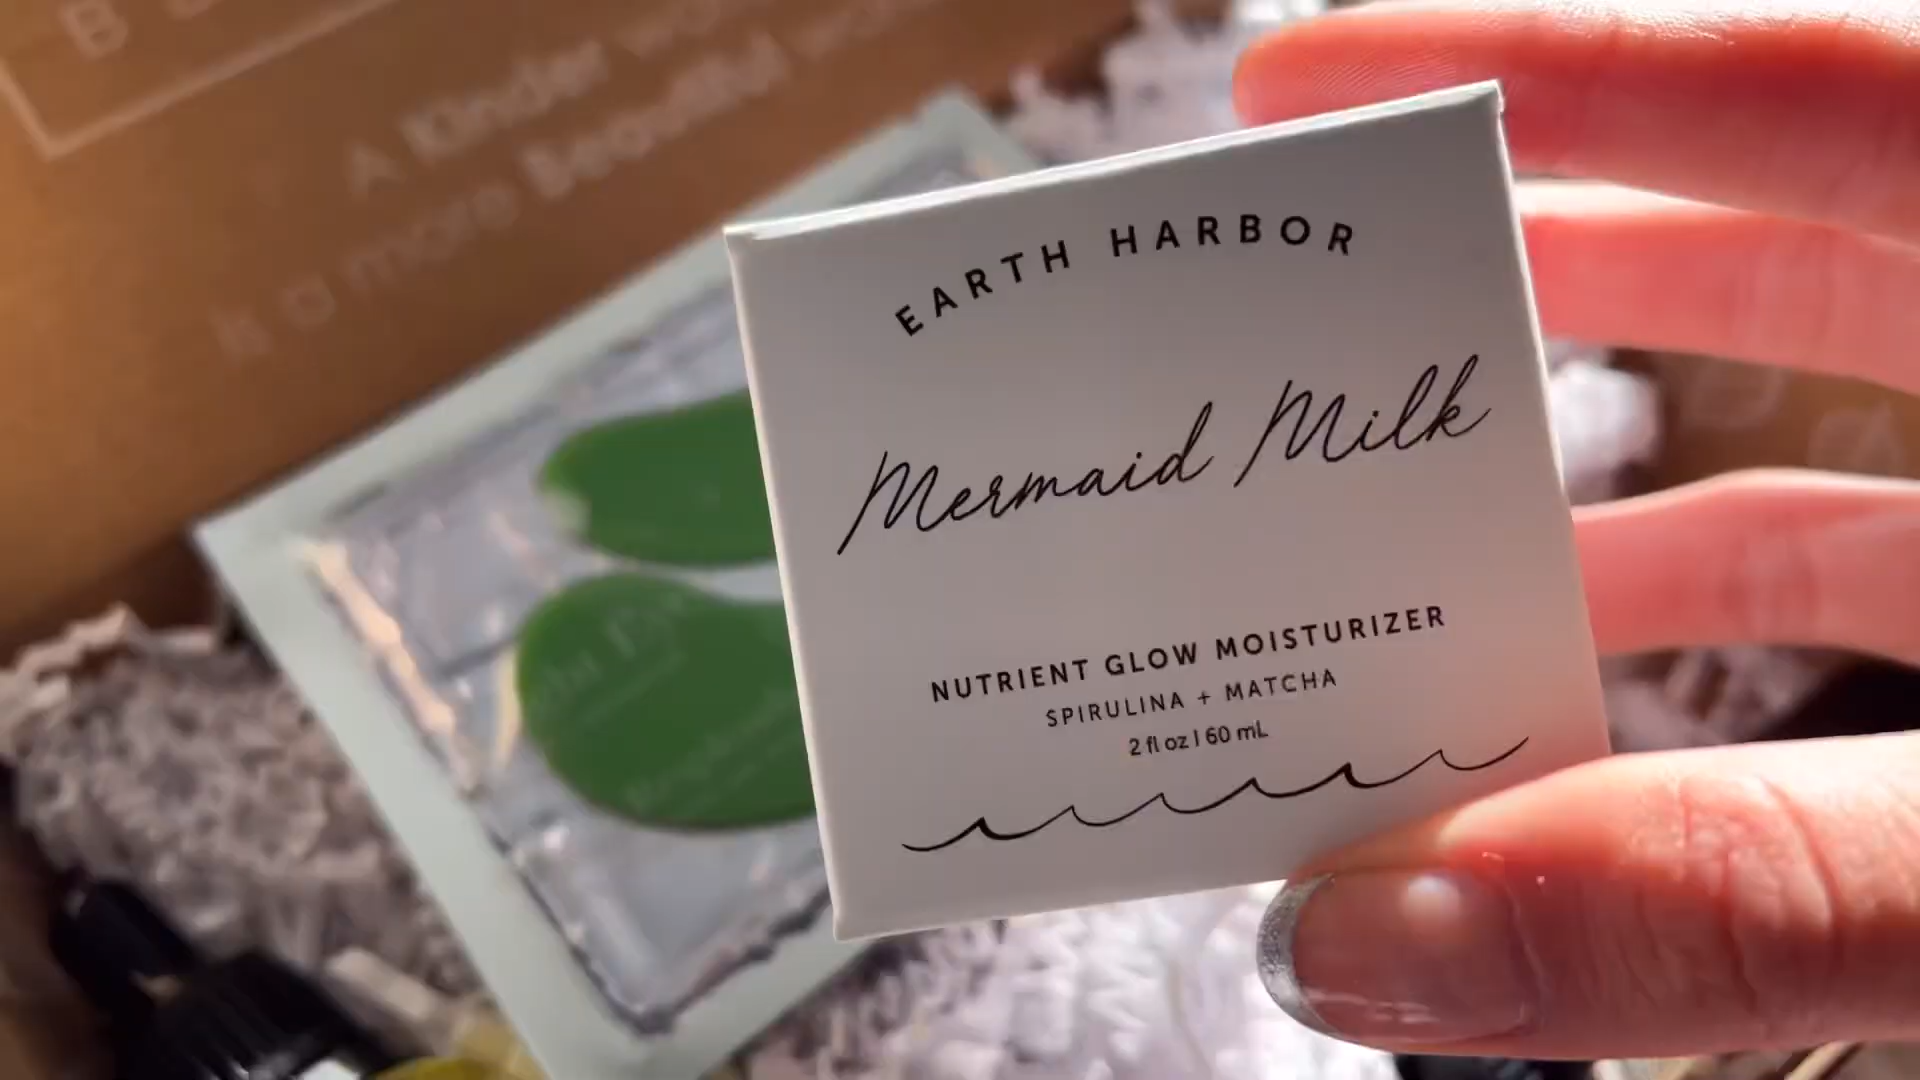 A Kinder
is a more Beautiful
EARTH HARBOR
Mermaid Milk
NUTRIENT GLOW MOISTURIZER
SPIRULINA + MATCHA
2 fl oz | 60 mL